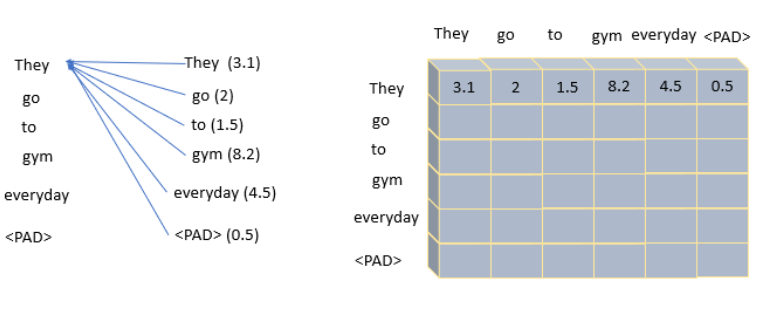 They
go
to
gym
everyday
<PAD>
They (3.1)
go (2)
to (1.5)
gym (8.2)
everyday (4.5)
<PAD> (0.5)
They go to gym everyday <PAD>
They 3.1 2 1.5 8.2 4.5 0.5
go
to
gym
everyday
<PAD>